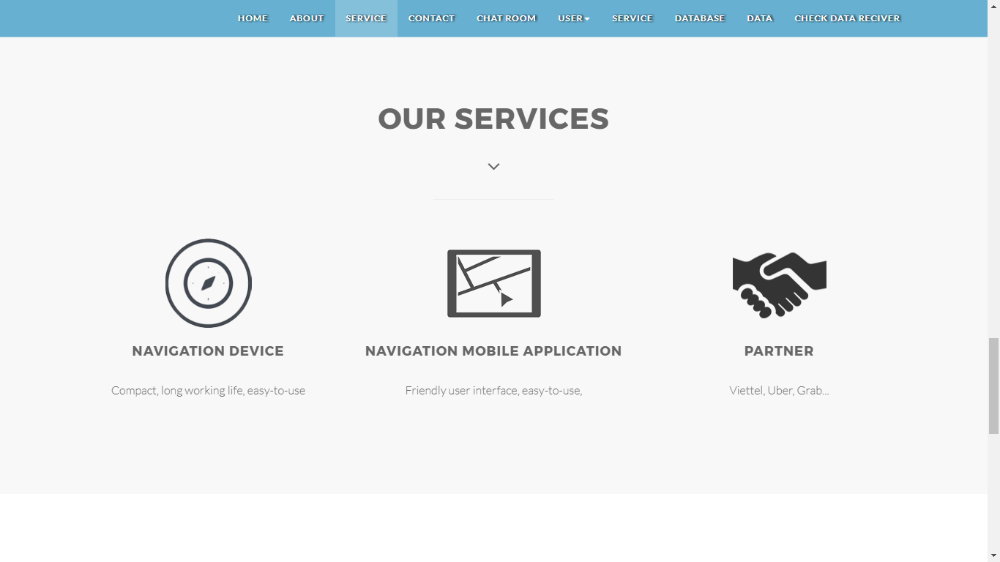 HOME ABOUT SERVICE CONTACT CHAT ROOM USER SERVICE DATABASE DATA CHECK DATA RECIVER
OUR SERVICES
NAVIGATION DEVICE
Compact, long working life, easy-to-use
NAVIGATION MOBILE APPLICATION
Friendly user interface, easy-to-use,
PARTNER
Viettel, Uber, Grab...